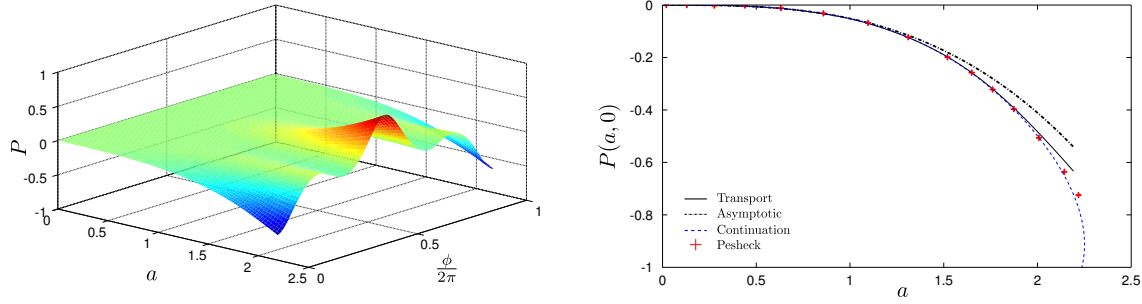 1
0.5
0
-0.5
-1
P
0
0.5
1
1.5
2
2.5
a
0
0.5
1
ϕ
2π
0
-0.2
-0.4
-0.6
-0.8
-1
P(a, 0)
Transport
Asymptotic
Continuation
Pesheck
0
0.5
1
1.5
2
2.5
a